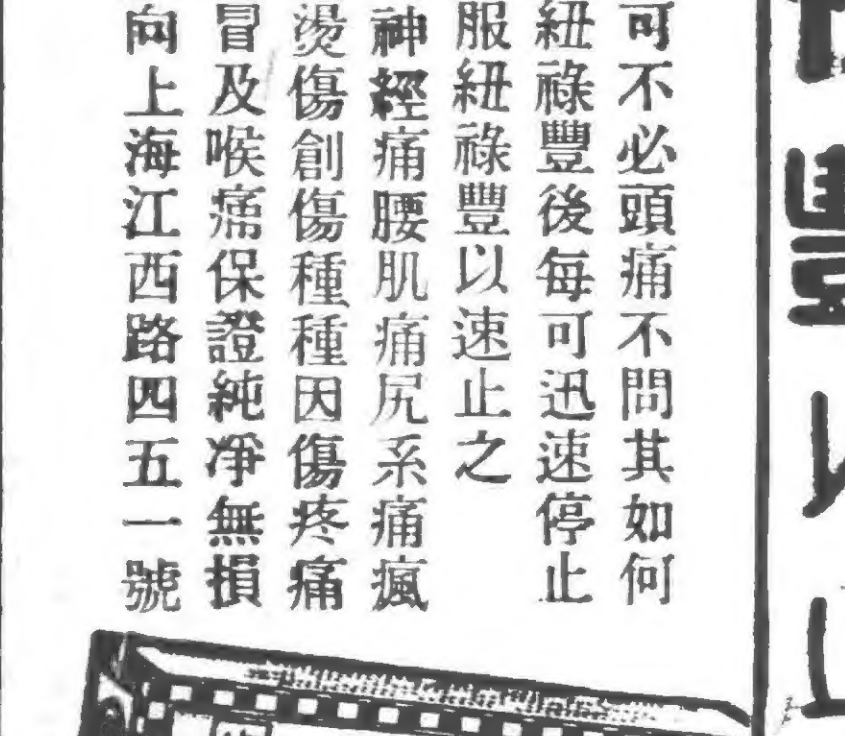 可不必頭痛不問其如何
紐祿豐後每可迅速停止
服紐祿豐以速止之
神經痛腰肌痛尻系痛瘋
燙傷創傷種種因傷疼痛
冒及喉痛保證純凈無損
向上海江西路四五一號